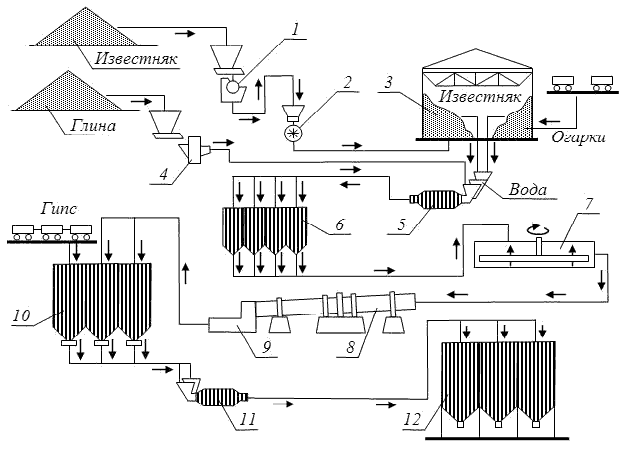 1
Известняк
2
3
Известняк
Глина
Огарки
4
Вода
5
6
7
Гипс
10
9
8
11
12